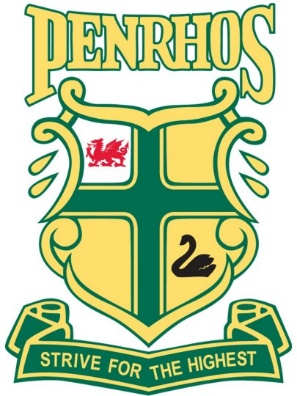 PENRHOS
STRIVE FOR THE HIGHEST